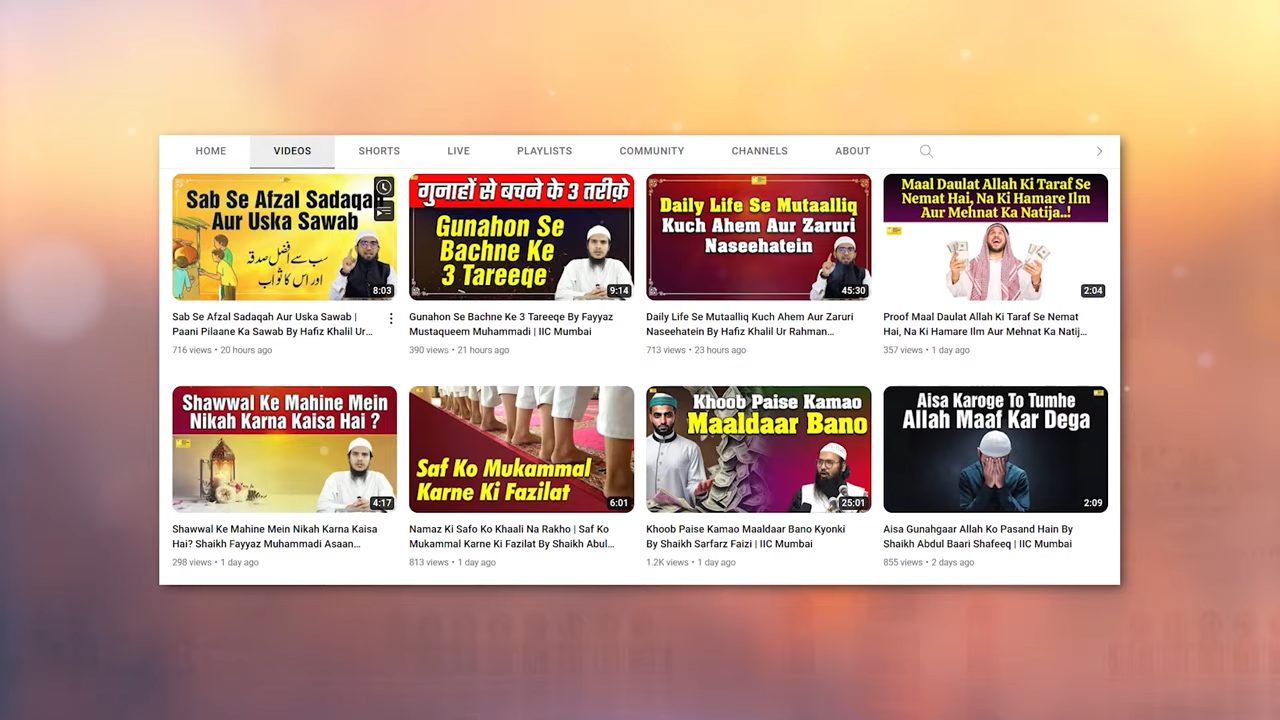 HOME VIDEOS SHORTS LIVE PLAYLISTS COMMUNITY CHANNELS ABOUT
Sab Se Afzal Sadaqah
Aur Uska Sawab
سب سے افضل صدقہ
اور اس کا ثواب
8:03
Sab Se Afzal Sadaqah Aur Uska Sawab |
Paani Pilaane Ka Sawab By Hafiz Khalil Ur...
716 views • 20 hours ago
गुनाहों से बचने के 3 तरीक़े
Gunahon Se
Bachne Ke
3 Tareeqe
9:14
Gunahon Se Bachne Ke 3 Tareeqe By Fayyaz
Mustaqueem Muhammadi | IIC Mumbai
390 views • 21 hours ago
Daily Life Se Mutaalliq
Kuch Ahem Aur Zaruri
Naseehatein
45:30
Daily Life Se Mutaalliq Kuch Ahem Aur Zaruri
Naseehatein By Hafiz Khalil Ur Rahman...
713 views • 23 hours ago
Maal Daulat Allah Ki Taraf Se
Nemat Hai, Na Ki Hamare Ilm
Aur Mehnat Ka Natija..!
2:04
Proof Maal Daulat Allah Ki Taraf Se Nemat
Hai, Na Ki Hamare Ilm Aur Mehnat Ka Natij...
357 views • 1 day ago
Shawwal Ke Mahine Mein
Nikah Karna Kaisa Hai ?
4:17
Shawwal Ke Mahine Mein Nikah Karna Kaisa
Hai? Shaikh Fayyaz Muhammadi Asaan...
298 views • 1 day ago
Saf Ko Mukammal
Karne Ki Fazilat
6:01
Namaz Ki Safo Ko Khaali Na Rakho | Saf Ko
Mukammal Karne Ki Fazilat By Shaikh Abul...
813 views • 1 day ago
Khoob Paise Kamao
Maaldaar Bano
25:01
Khoob Paise Kamao Maaldaar Bano Kyonki
By Shaikh Sarfarz Faizi | IIC Mumbai
1.2K views • 1 day ago
Aisa Karoge To Tumhe
Allah Maaf Kar Dega
2:09
Aisa Gunahgaar Allah Ko Pasand Hain By
Shaikh Abdul Baari Shafeeq | IIC Mumbai
855 views • 2 days ago